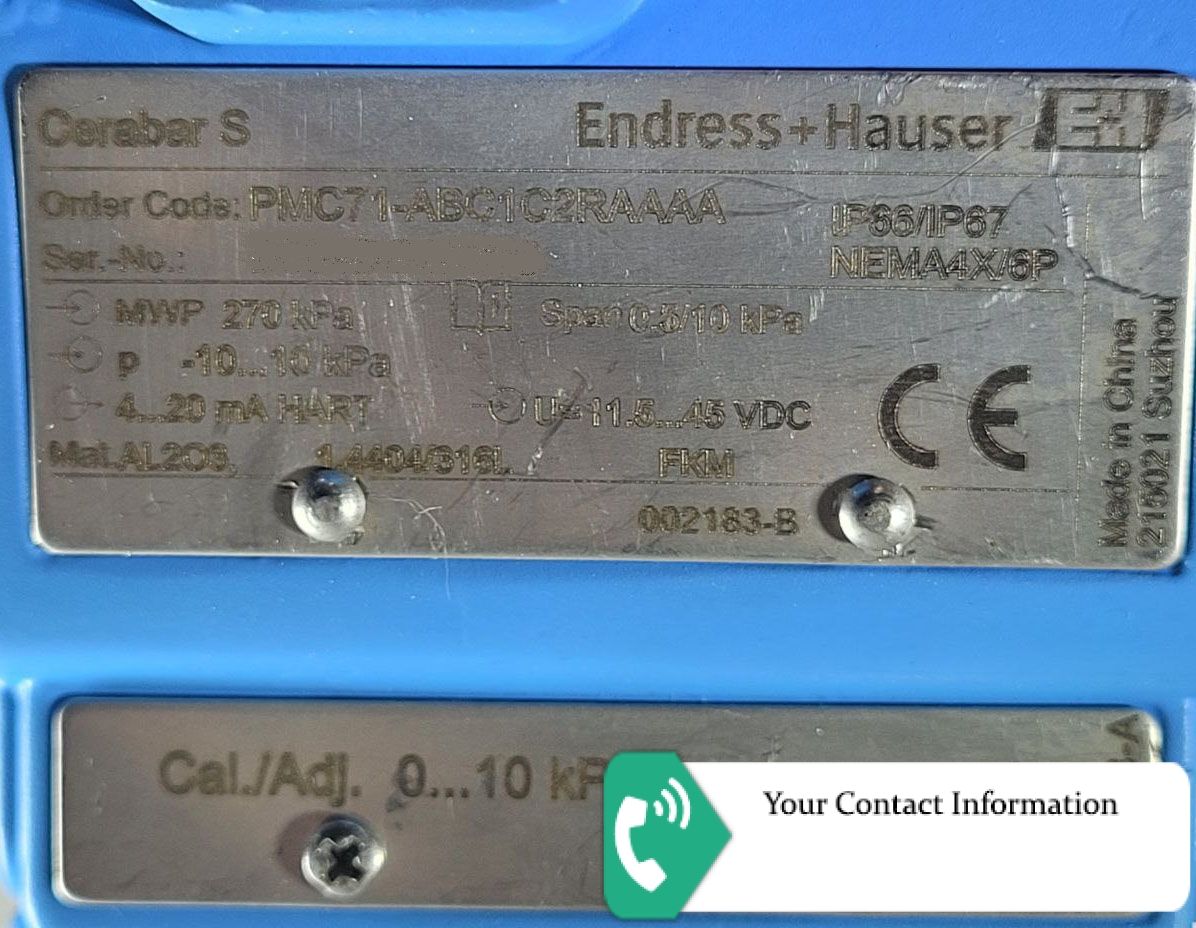 Cerabar S
Endress+Hauser
E+H
Order Code: PMC71-ABC1C2RAAAA
IP66/IP67
Ser.-No.:
NEMA4X/6P
MWP 270 kPa
Span 0.5/10 kPa
p -10...10 kPa
4...20 mA HART
U=11.5...45 VDC
Mat.AL2O3, 1.4404/316L FKM
002183-B
Made in China
215021 Suzhou
Cal./Adj. 0...10
-A
Your Contact Information